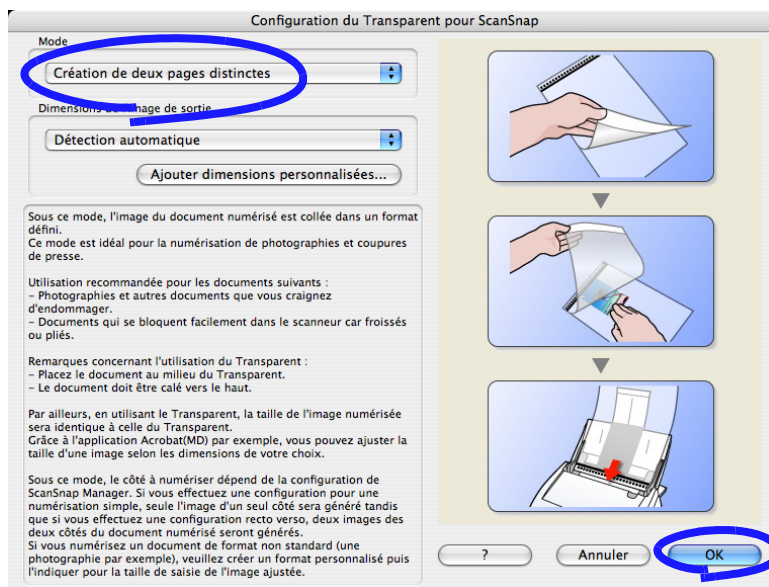 Configuration du Transparent pour ScanSnap
Mode
Création de deux pages distinctes
Dimensions de l'image de sortie
Détection automatique
Ajouter dimensions personnalisées...
Sous ce mode, l'image du document numérisé est collée dans un format
défini.
Ce mode est idéal pour la numérisation de photographies et coupures
de presse.
Utilisation recommandée pour les documents suivants :
– Photographies et autres documents que vous craignez
d'endommager.
– Documents qui se bloquent facilement dans le scanneur car froissés
ou pliés.
Remarques concernant l'utilisation du Transparent :
– Placez le document au milieu du Transparent.
– Le document doit être calé vers le haut.
Par ailleurs, en utilisant le Transparent, la taille de l'image numérisée
sera identique à celle du Transparent.
Grâce à l'application Acrobat(MD) par exemple, vous pouvez ajuster la
taille d'une image selon les dimensions de votre choix.
Sous ce mode, le côté à numériser dépend de la configuration de
ScanSnap Manager. Si vous effectuez une configuration pour une
numérisation simple, seule l'image d'un seul côté sera généré tandis
que si vous effectuez une configuration recto verso, deux images des
deux côtés du document numérisé seront générés.
Si vous numérisez un document de format non standard (une
photographie par exemple), veuillez créer un format personnalisé puis
l'indiquer pour la taille de saisie de l'image ajustée.
?
Annuler
OK